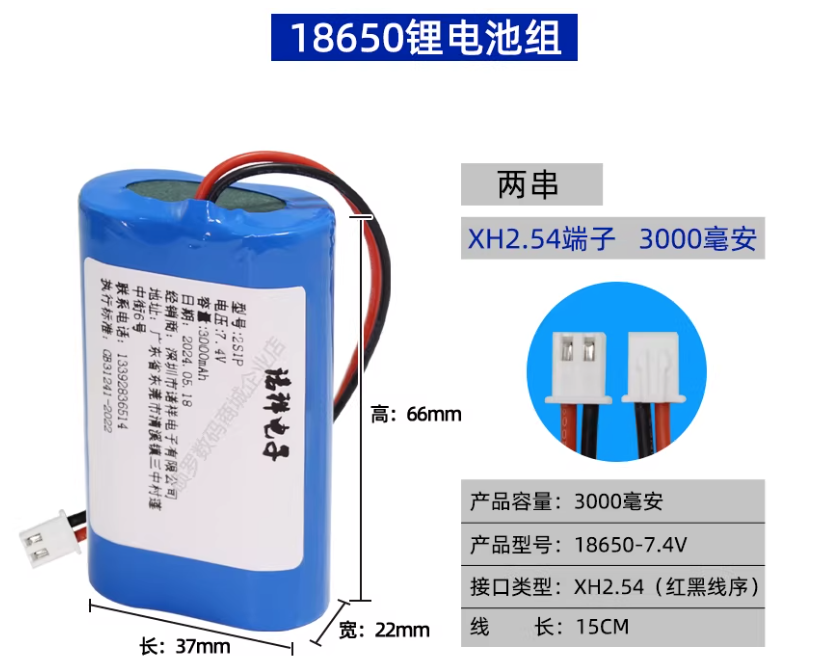 18650锂电池组
两串
XH2.54端子 3000毫安
型号:2S1P
电压:7.4V
容量:3000mAh
日期: 2024.05.18
经销商: 深圳市诺祥电子有限公司
地址: 广东省东莞市清溪镇三中村瑾
中街6号
联系电话: 13392836514
执行标准: GB31241-2022
诺祥电子
高: 66mm
长: 37mm
宽: 22mm
产品容量: 3000毫安
产品型号: 18650-7.4V
接口类型: XH2.54（红黑线序）
线 长: 15CM